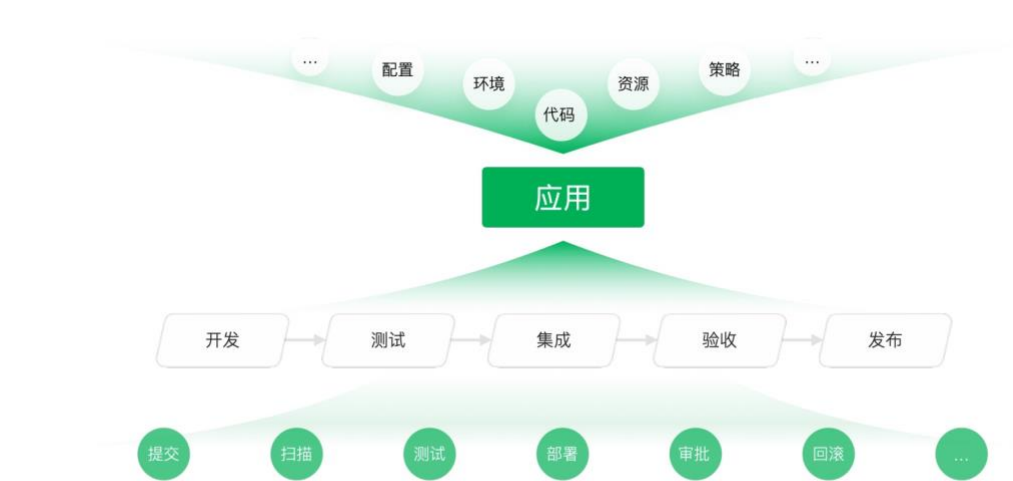 ... 配置 环境 代码 资源 策略 ...
应用
开发 测试 集成 验收 发布
提交 扫描 测试 部署 审批 回滚 ...